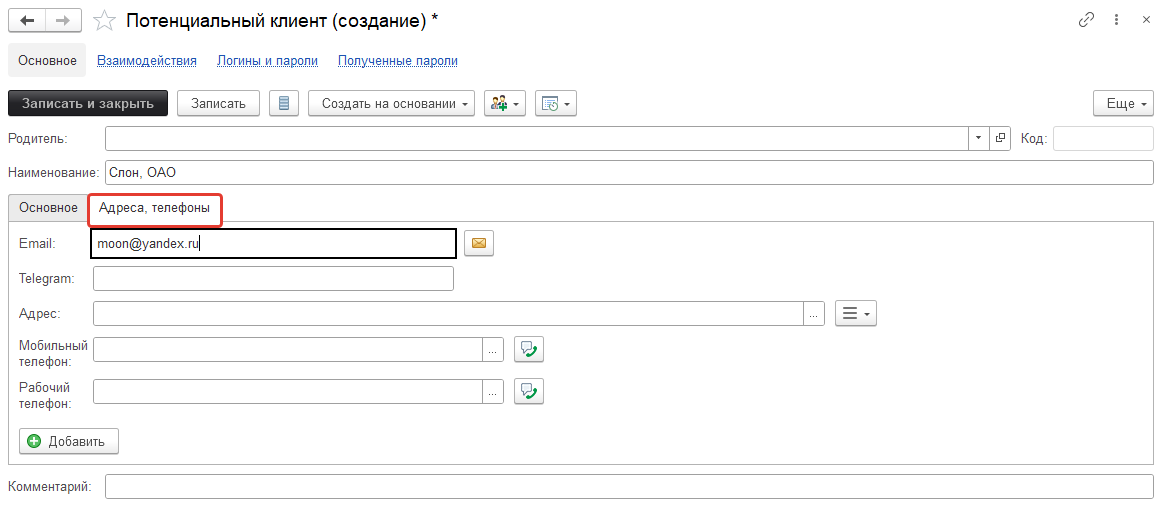 Потенциальный клиент (создание) *
Основное Взаимодействия Логины и пароли Полученные пароли
Записать и закрыть Записать Создать на основании Еще
Родитель: Код:
Наименование: Слон, ОАО
Основное Адреса, телефоны
Email: moon@yandex.ru
Telegram:
Адрес: ...
Мобильный
телефон: ...
Рабочий
телефон: ...
Добавить
Комментарий: